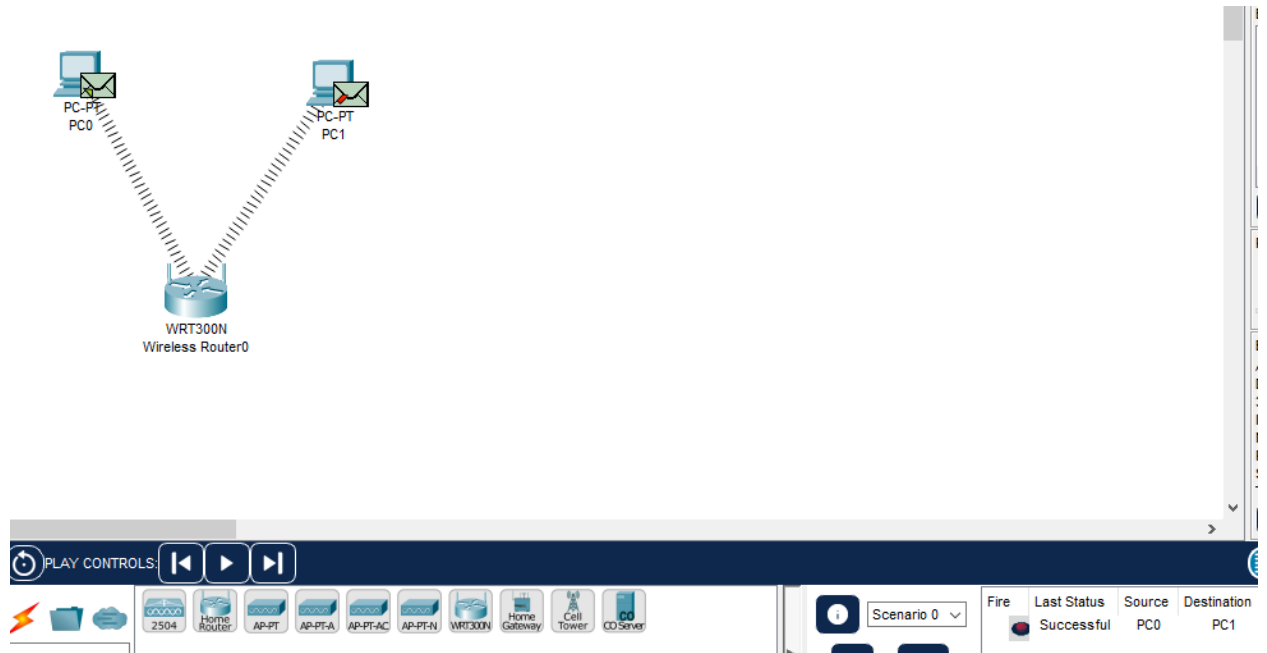 PC-PT
PC0
PC-PT
PC1
WRT300N
Wireless Router0
PLAY CONTROLS:
2504
Home Router
AP-PT
AP-PT-A
AP-PT-AC
AP-PT-N
WRT300N
Home Gateway
Cell Tower
CO Server
Scenario 0
Fire Last Status Source Destination
Successful PC0 PC1